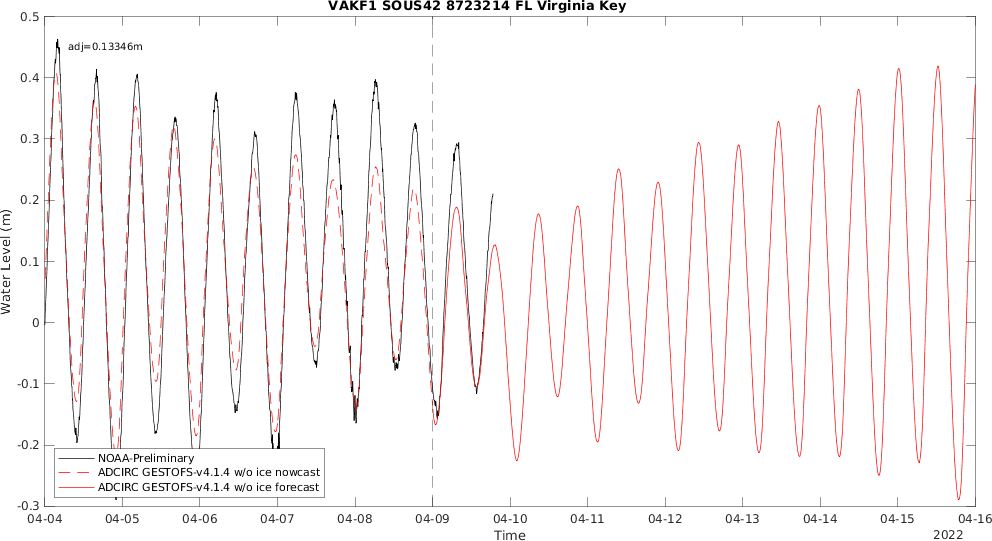 VAKF1 SOUS42 8723214 FL Virginia Key
adj=0.13346m
0.5
0.4
0.3
0.2
0.1
0
-0.1
-0.2
-0.3
Water Level (m)
NOAA-Preliminary
ADCIRC GESTOFS-v4.1.4 w/o ice nowcast
ADCIRC GESTOFS-v4.1.4 w/o ice forecast
04-04 04-05 04-06 04-07 04-08 04-09 04-10 04-11 04-12 04-13 04-14 04-15 04-16
Time
2022